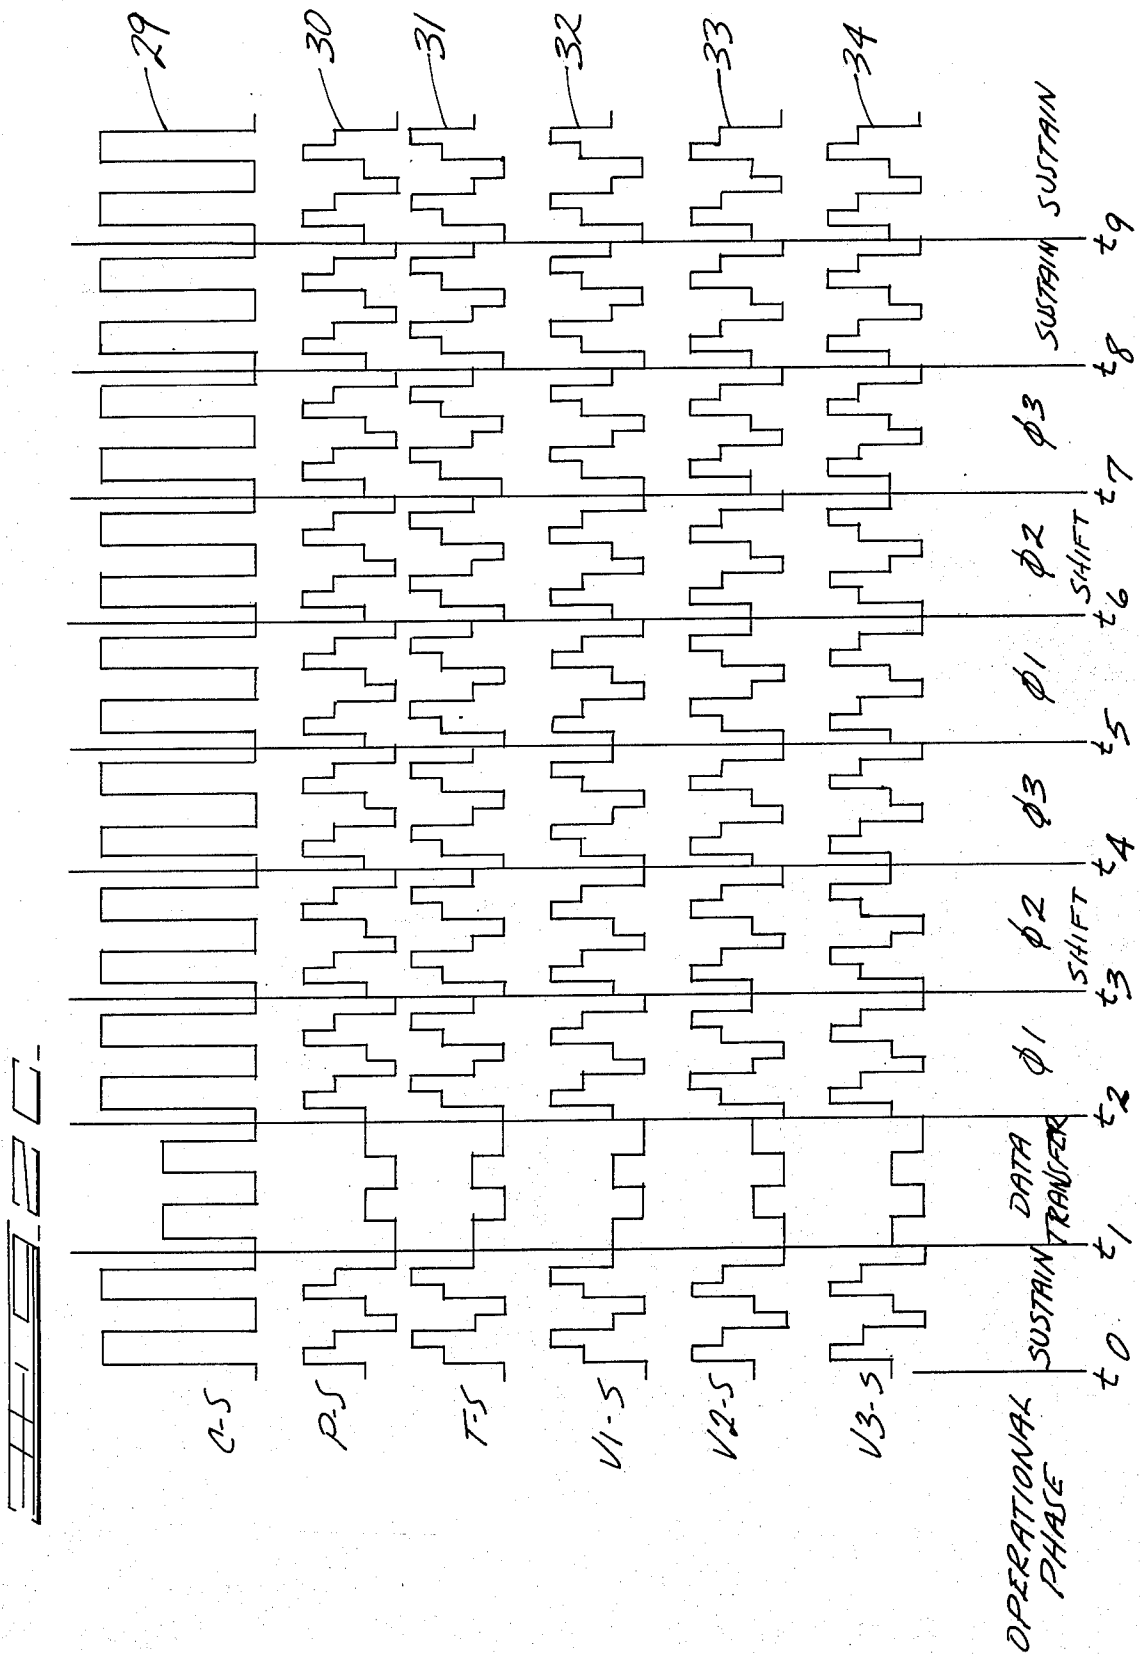 C-S 29
P-S 30
T-S 31
V1-S 32
V2-S 33
V3-S 34
OPERATIONAL PHASE
SUSTAIN
DATA TRANSFER
φ1
φ2
φ3
SHIFT
φ1
φ2
φ3
SHIFT
SUSTAIN
SUSTAIN
t0 t1 t2 t3 t4 t5 t6 t7 t8 t9